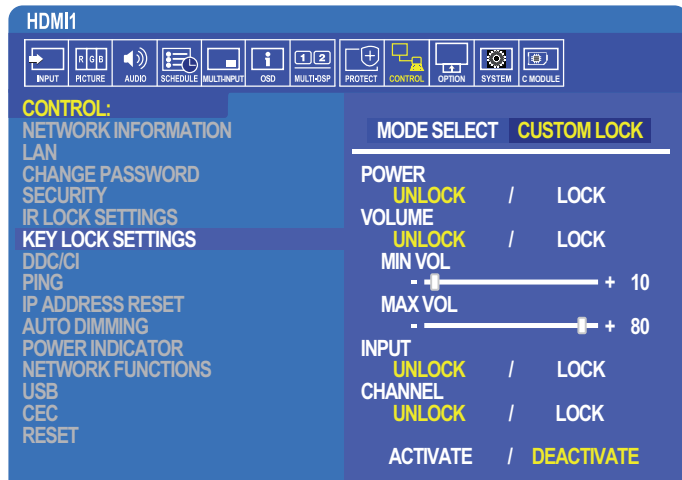 HDMI1
R G B
1 2
INPUT PICTURE AUDIO SCHEDULE MULTI-INPUT OSD MULTI-DSP PROTECT CONTROL OPTION SYSTEM C MODULE
CONTROL:
NETWORK INFORMATION
LAN
CHANGE PASSWORD
SECURITY
IR LOCK SETTINGS
KEY LOCK SETTINGS
DDC/CI
PING
IP ADDRESS RESET
AUTO DIMMING
POWER INDICATOR
NETWORK FUNCTIONS
USB
CEC
RESET
MODE SELECT CUSTOM LOCK
POWER
UNLOCK / LOCK
VOLUME
UNLOCK / LOCK
MIN VOL
- + 10
MAX VOL
- + 80
INPUT
UNLOCK / LOCK
CHANNEL
UNLOCK / LOCK
ACTIVATE / DEACTIVATE